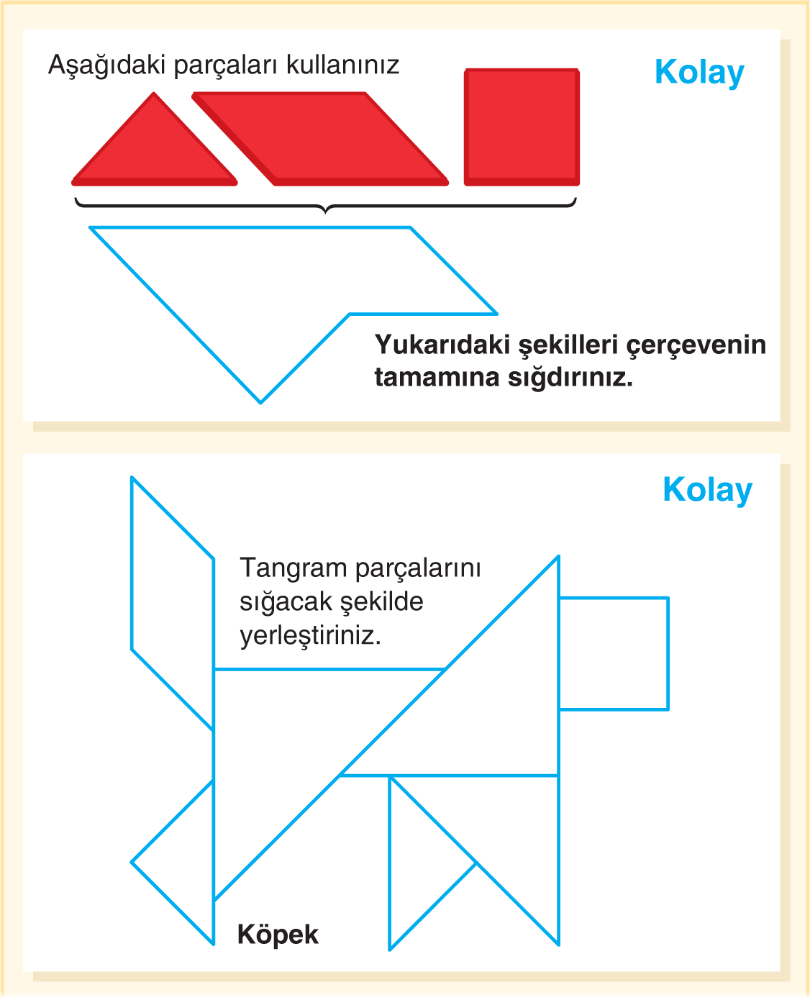 Aşağıdaki parçaları kullanınız
Kolay
Yukarıdaki şekilleri çerçevenin
tamamına sığdırınız.
Kolay
Tangram parçalarını
sığacak şekilde
yerleştiriniz.
Köpek